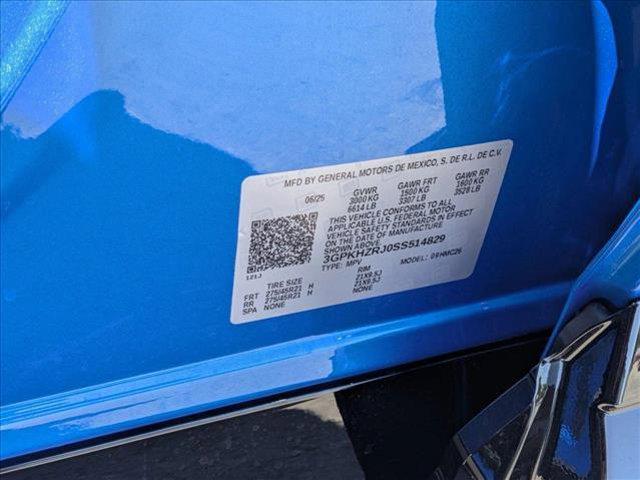 MFD BY GENERAL MOTORS DE MEXICO, S. DE R.L. DE C.V.
06/25 GVWR GAWR FRT GAWR RR
3000 KG 1500 KG 1600 KG
6614 LB 3307 LB 3528 LB
THIS VEHICLE CONFORMS TO ALL
APPLICABLE U.S. FEDERAL MOTOR
VEHICLE SAFETY STANDARDS IN EFFECT
ON THE DATE OF MANUFACTURE
SHOWN ABOVE.
3GPKHZRJ0SS514829
TYPE: MPV MODEL: 09HMC26
121J
TIRE SIZE RIM
FRT 275/45R21 H 21X9.5J
RR 275/45R21 H 21X9.5J
SPA NONE NONE